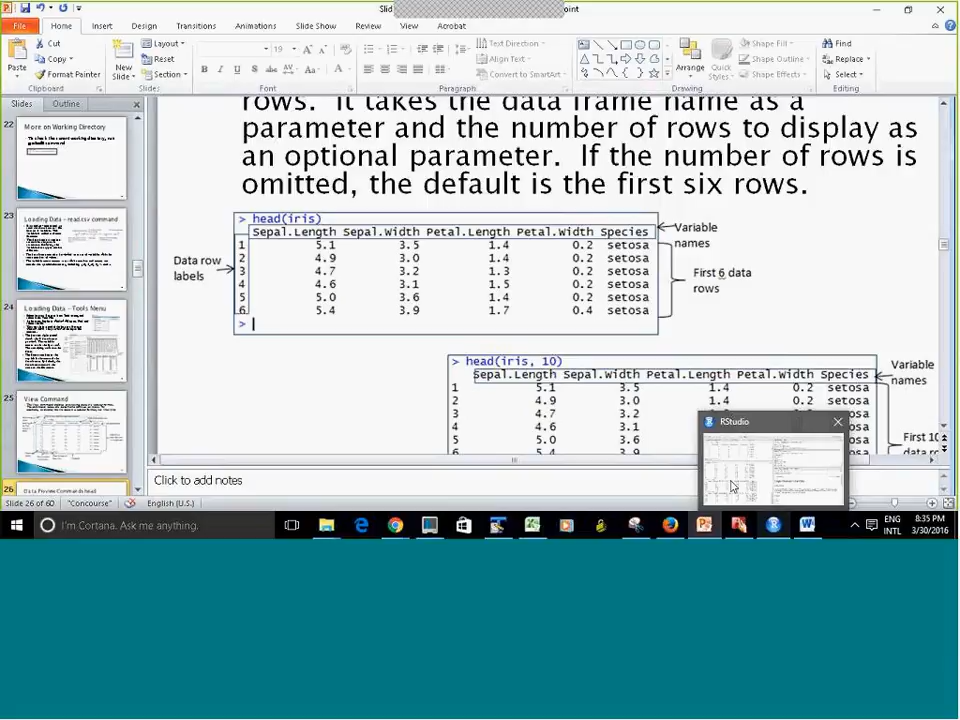 Slid
point
File
Home
Insert
Design
Transitions
Animations
Slide Show
Review
View
Acrobat
Paste
Cut
Copy
Format Painter
Clipboard
New
Slide
Layout
Reset
Section
Slides
19
Font
Paragraph
Text Direction
Align Text
Convert to SmartArt
Arrange
Quick
Styles
Shape Fill
Shape Outline
Shape Effects
Drawing
Find
Replace
Select
Editing
Slides
Outline
22
More on Working Directory
23
Loading Data - read.csv command
24
Loading Data - Tools Menu
25
View Command
26
Data Preview Commands head
rows. It takes the data frame name as a
parameter and the number of rows to display as
an optional parameter. If the number of rows is
omitted, the default is the first six rows.
> head(iris)
Sepal.Length Sepal.Width Petal.Length Petal.Width Species
1 5.1 3.5 1.4 0.2 setosa
2 4.9 3.0 1.4 0.2 setosa
3 4.7 3.2 1.3 0.2 setosa
4 4.6 3.1 1.5 0.2 setosa
5 5.0 3.6 1.4 0.2 setosa
6 5.4 3.9 1.7 0.4 setosa
>
Data row
labels
Variable
names
First 6 data
rows
> head(iris, 10)
Sepal.Length Sepal.Width Petal.Length Petal.Width Species
1 5.1 3.5 1.4 0.2 setosa
2 4.9 3.0 1.4 0.2 setosa
3 4.7 3.2
4 4.6 3.1
5 5.0 3.6
Variable
names
First 10
data
RStudio
Click to add notes
Slide 26 of 60
"Concourse"
English (U.S.)
I'm Cortana. Ask me anything.
ENG
INTL
8:35 PM
3/30/2016